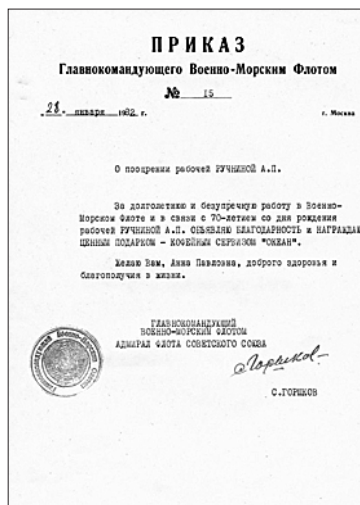 ПРИКАЗ
Главнокомандующего Военно-Морским Флотом
№ 15
„28„ января 1982 г. г. Москва
О поощрении рабочей РУЧНИНОЙ А.П.
За долголетнюю и безупречную работу в Военно-
Морском Флоте и в связи с 70-летием со дня рождения
рабочей РУЧНИНОЙ А.П. ОБЪЯВЛЯЮ БЛАГОДАРНОСТЬ и НАГРАЖДАЮ
ЦЕННЫМ ПОДАРКОМ – КОФЕЙНЫМ СЕРВИЗОМ "ОКЕАН".
Желаю Вам, Анна Павловна, доброго здоровья и
благополучия в жизни.
ГЛАВНОКОМАНДУЮЩИЙ
ВОЕННО-МОРСКИМ ФЛОТОМ
АДМИРАЛ ФЛОТА СОВЕТСКОГО СОЮЗА
С.ГОРШКОВ